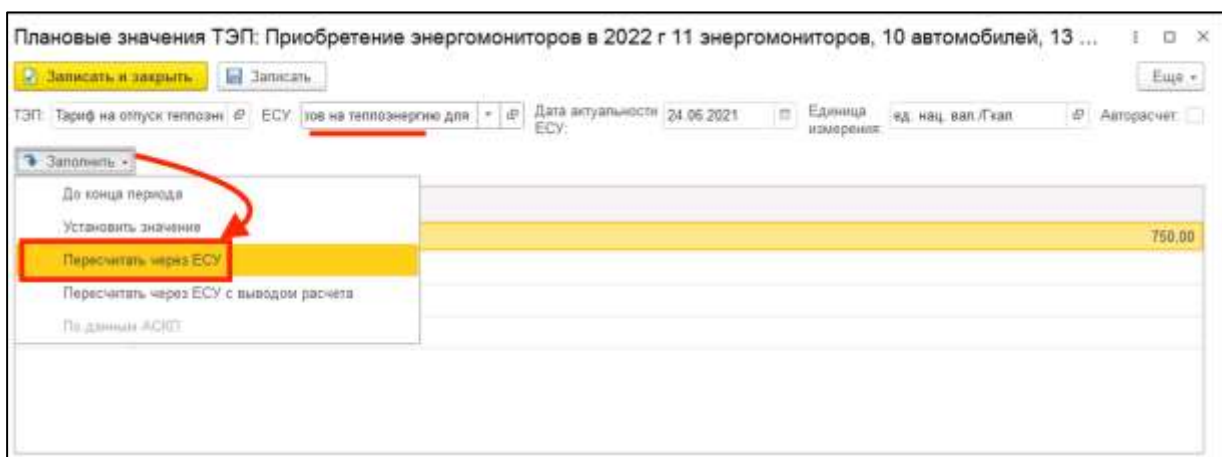 Плановые значения ТЭП: Приобретение энергомониторов в 2022 г 11 энергомониторов, 10 автомобилей, 13 ...
Записать и закрыть Записать Еще
ТЭП: Тариф на отпуск теплоэне ЕСУ: зов на теплоэнергию для Дата актуальности ЕСУ: 24.06.2021 Единица измерения: ед. нац. вал./Гкал Авторасчет:
Заполнить
До конца периода
Установить значение
750,00
Пересчитать через ЕСУ
Пересчитать через ЕСУ с выводом расчета
По данным АСКП